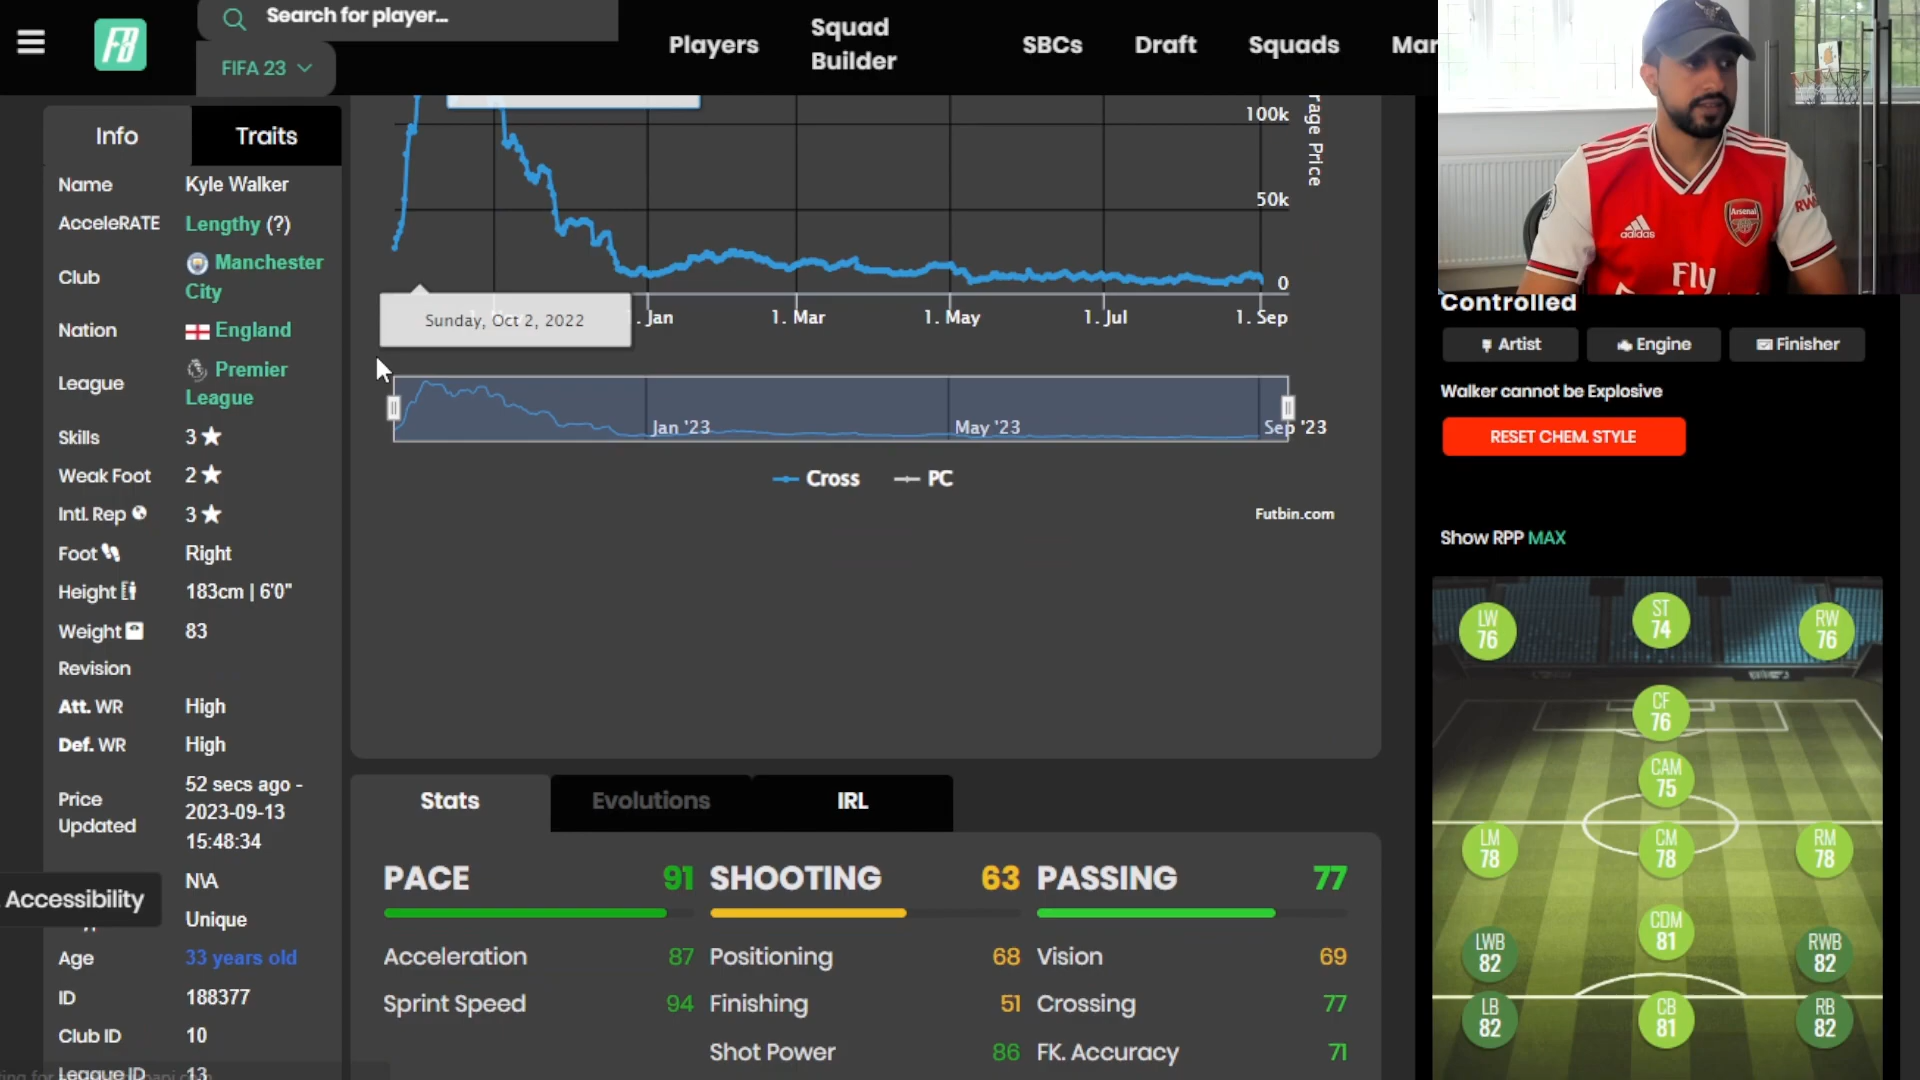 FB
Search for player...
FIFA 23
Players
Squad
Builder
SBCs
Draft
Squads
Mar
Info
Traits
Name Kyle Walker
AcceleRATE Lengthy (?)
Club Manchester
City
Nation England
League Premier
League
Skills 3★
Weak Foot 2★
Intl. Rep 3★
Foot Right
Height 183cm | 6'0"
Weight 83
Revision
Att. WR High
Def. WR High
Price
Updated
52 secs ago -
2023-09-13
15:48:34
N\A
Unique
Accessibility
Age 33 years old
ID 188377
Club ID 10
League ID 13
100k
50k
0
rage Price
Sunday, Oct 2, 2022
. Jan
1. Mar
1. May
1. Jul
1. Sep
Jan '23
May '23
Sep '23
Cross
PC
Futbin.com
Stats
Evolutions
IRL
PACE 91 SHOOTING 63 PASSING 77
Acceleration 87 Positioning 68 Vision 69
Sprint Speed 94 Finishing 51 Crossing 77
Shot Power 86 FK. Accuracy 71
adidas
Arsenal
Fly
Controlled
Artist
Engine
Finisher
Walker cannot be Explosive
RESET CHEM. STYLE
Show RPP MAX
LW
76
ST
74
RW
76
CF
76
CAM
75
LM
78
CM
78
RM
78
CDM
81
LWB
82
RWB
82
LB
82
CB
81
RB
82